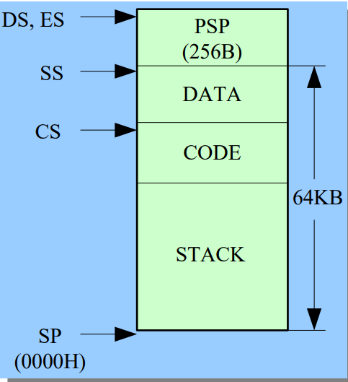 DS, ES
PSP
(256B)
SS
DATA
CS
CODE
64KB
STACK
SP
(0000H)